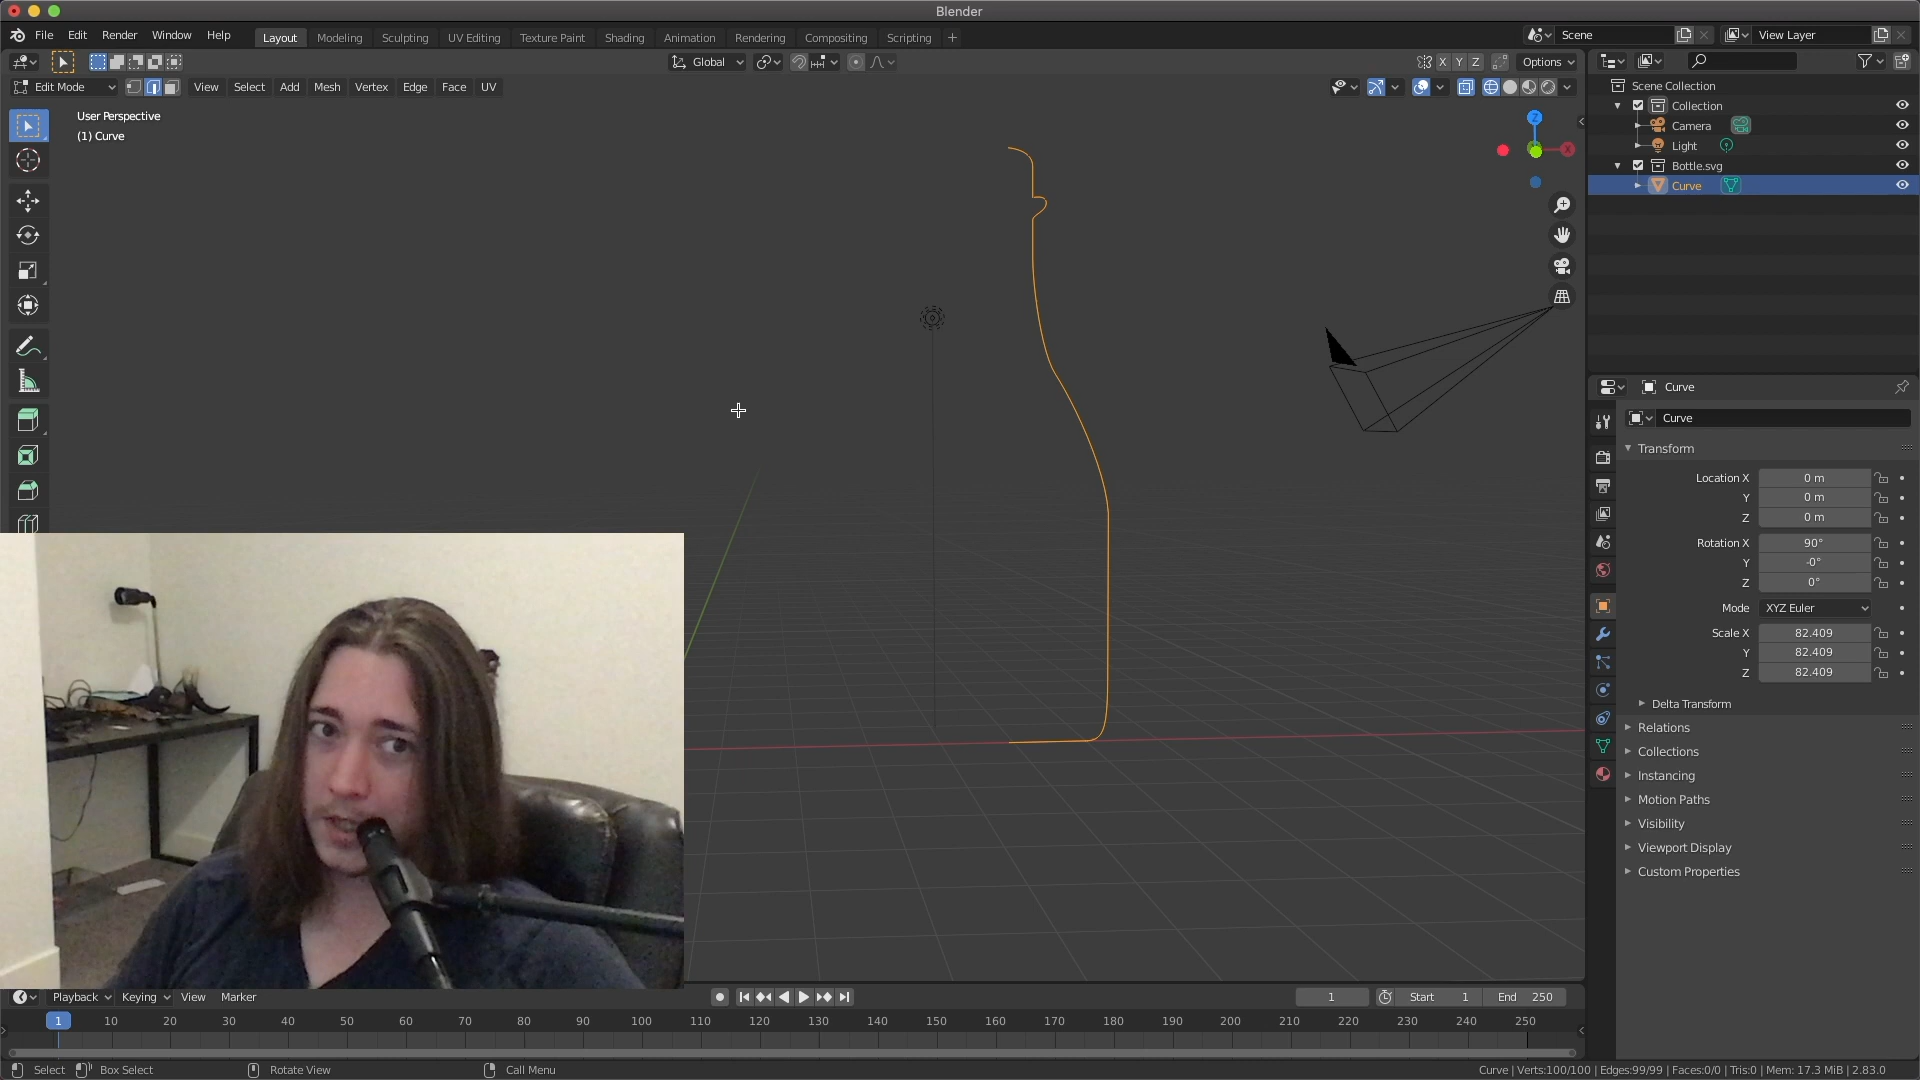 Blender
File Edit Render Window Help
Layout Modeling Sculpting UV Editing Texture Paint Shading Animation Rendering Compositing Scripting +
Scene
View Layer
Global
X Y Z
Options
Edit Mode
View Select Add Mesh Vertex Edge Face UV
User Perspective
(1) Curve
Z
X
Scene Collection
Collection
Camera
Light
Bottle.svg
Curve
Curve
Curve
Transform
Location X 0 m
Y 0 m
Z 0 m
Rotation X 90°
Y -0°
Z 0°
Mode XYZ Euler
Scale X 82.409
Y 82.409
Z 82.409
Delta Transform
Relations
Collections
Instancing
Motion Paths
Visibility
Viewport Display
Custom Properties
Playback Keying View Marker
1
Start 1
End 250
1 10 20 30 40 50 60 70 80 90 100 110 120 130 140 150 160 170 180 190 200 210 220 230 240 250
Select Box Select Rotate View Call Menu
Curve | Verts:100/100 | Edges:99/99 | Faces:0/0 | Tris:0 | Mem: 17.3 MiB | 2.83.0